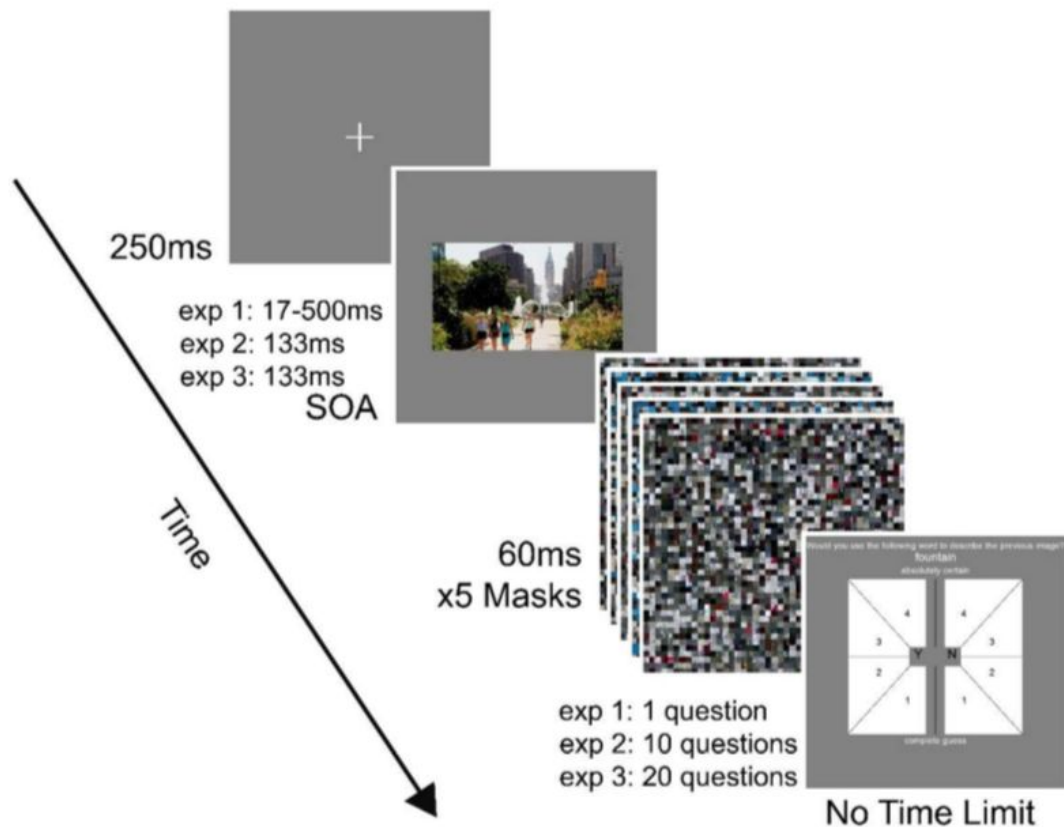 250ms
exp 1: 17-500ms
exp 2: 133ms
exp 3: 133ms
SOA
Time
60ms
x5 Masks
Would you use the following word to describe the previous image?
fountain
absolutely certain
4 4
3 3
Y N
2 2
1 1
complete guess
exp 1: 1 question
exp 2: 10 questions
exp 3: 20 questions
No Time Limit